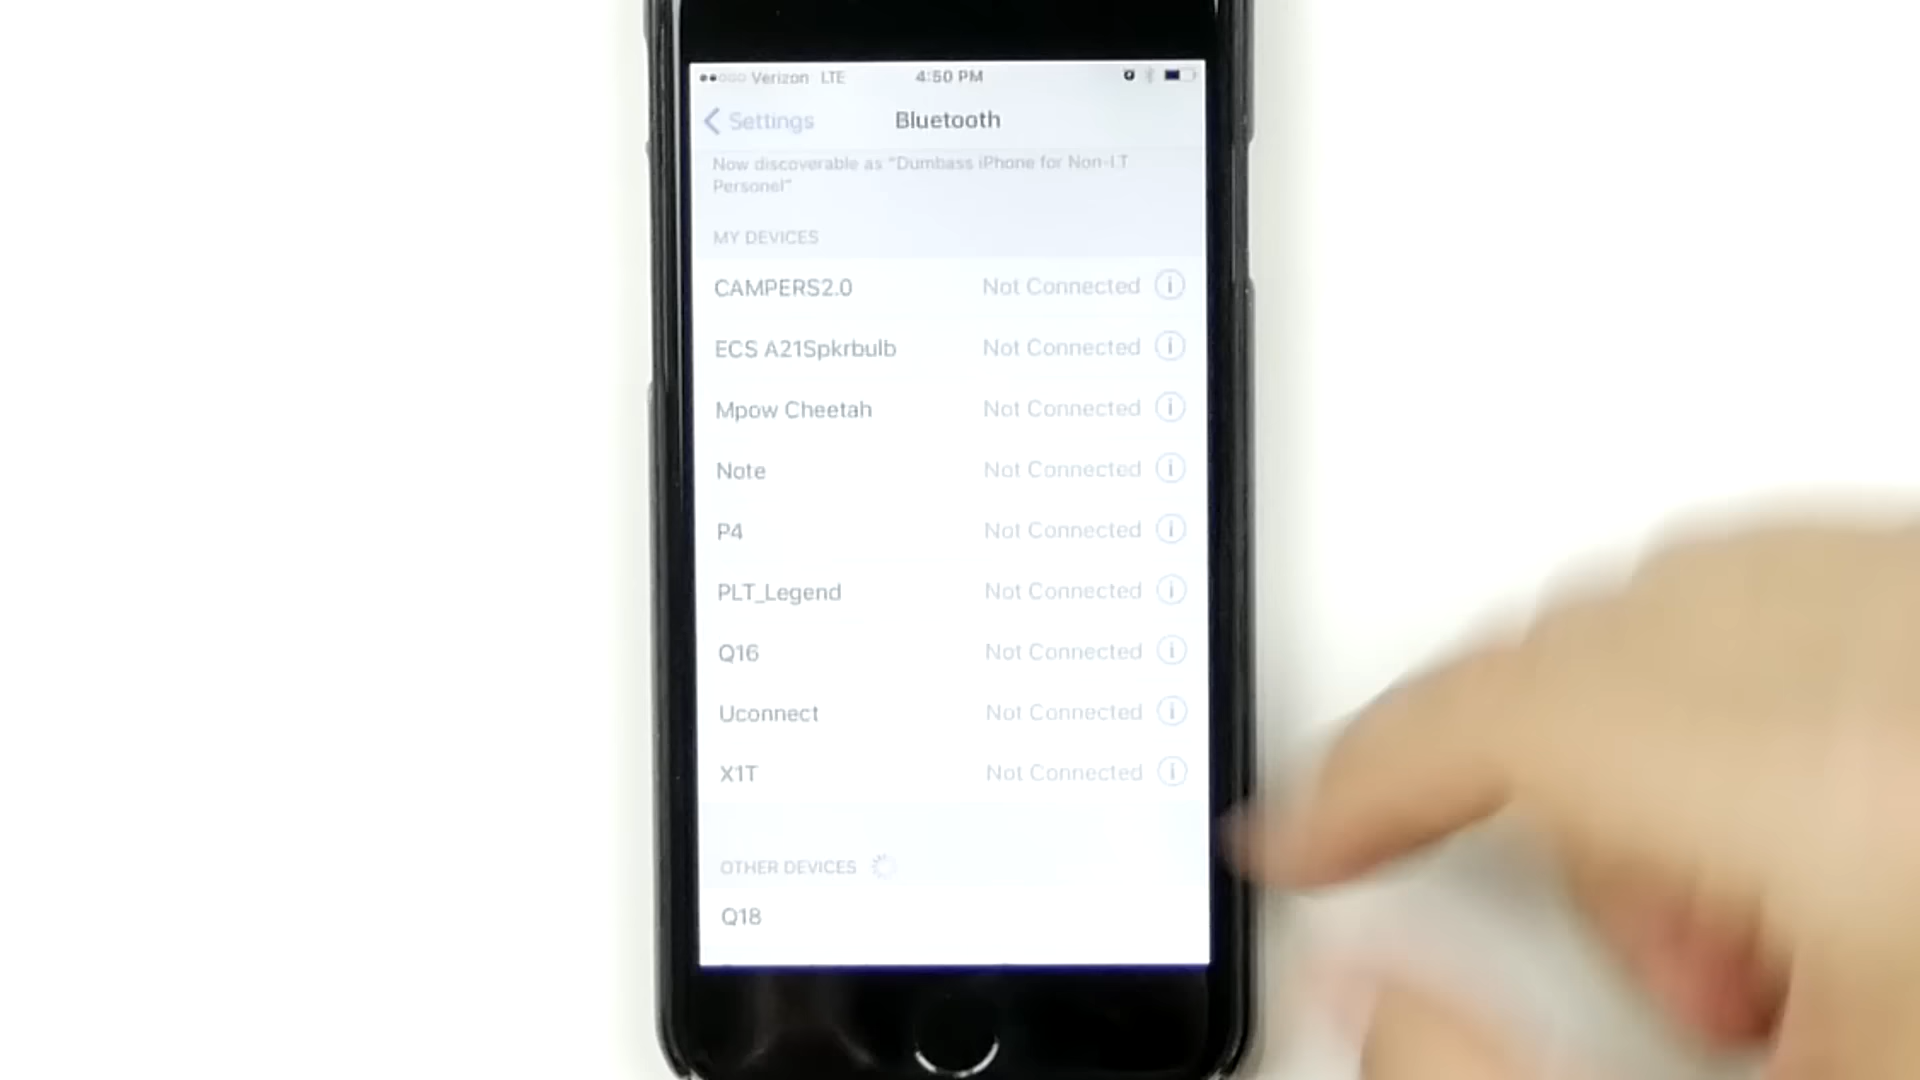 Verizon LTE 4:50 PM
Settings Bluetooth
Now discoverable as "Dumbass iPhone for Non-I.T
Personel"
MY DEVICES
CAMPERS2.0 Not Connected
ECS A21Spkrbulb Not Connected
Mpow Cheetah Not Connected
Note Not Connected
P4 Not Connected
PLT_Legend Not Connected
Q16 Not Connected
Uconnect Not Connected
X1T Not Connected
OTHER DEVICES
Q18